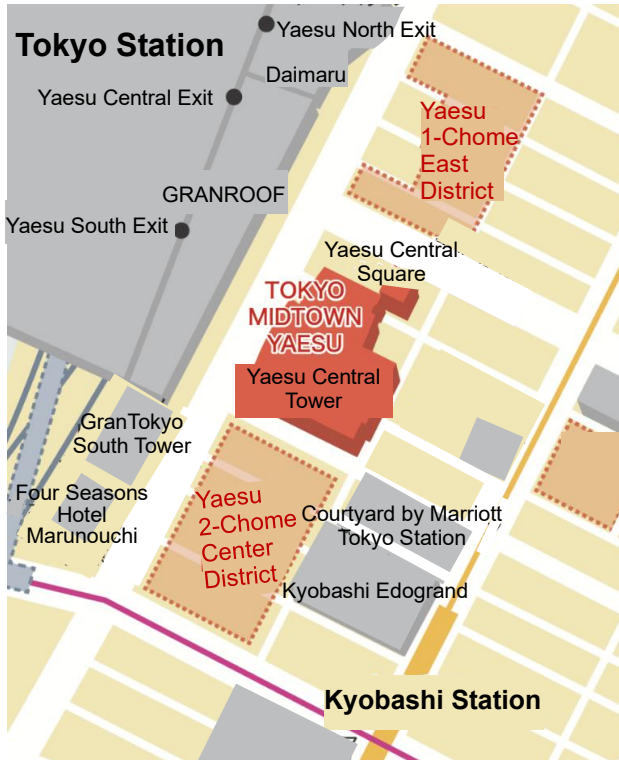 Tokyo Station
Yaesu North Exit
Daimaru
Yaesu Central Exit
Yaesu
1-Chome
East
District
GRANROOF
Yaesu South Exit
Yaesu Central
Square
TOKYO
MIDTOWN
YAESU
Yaesu Central
Tower
GranTokyo
South Tower
Four Seasons
Hotel
Marunouchi
Yaesu
2-Chome
Center
District
Courtyard by Marriott
Tokyo Station
Kyobashi Edogrand
Kyobashi Station